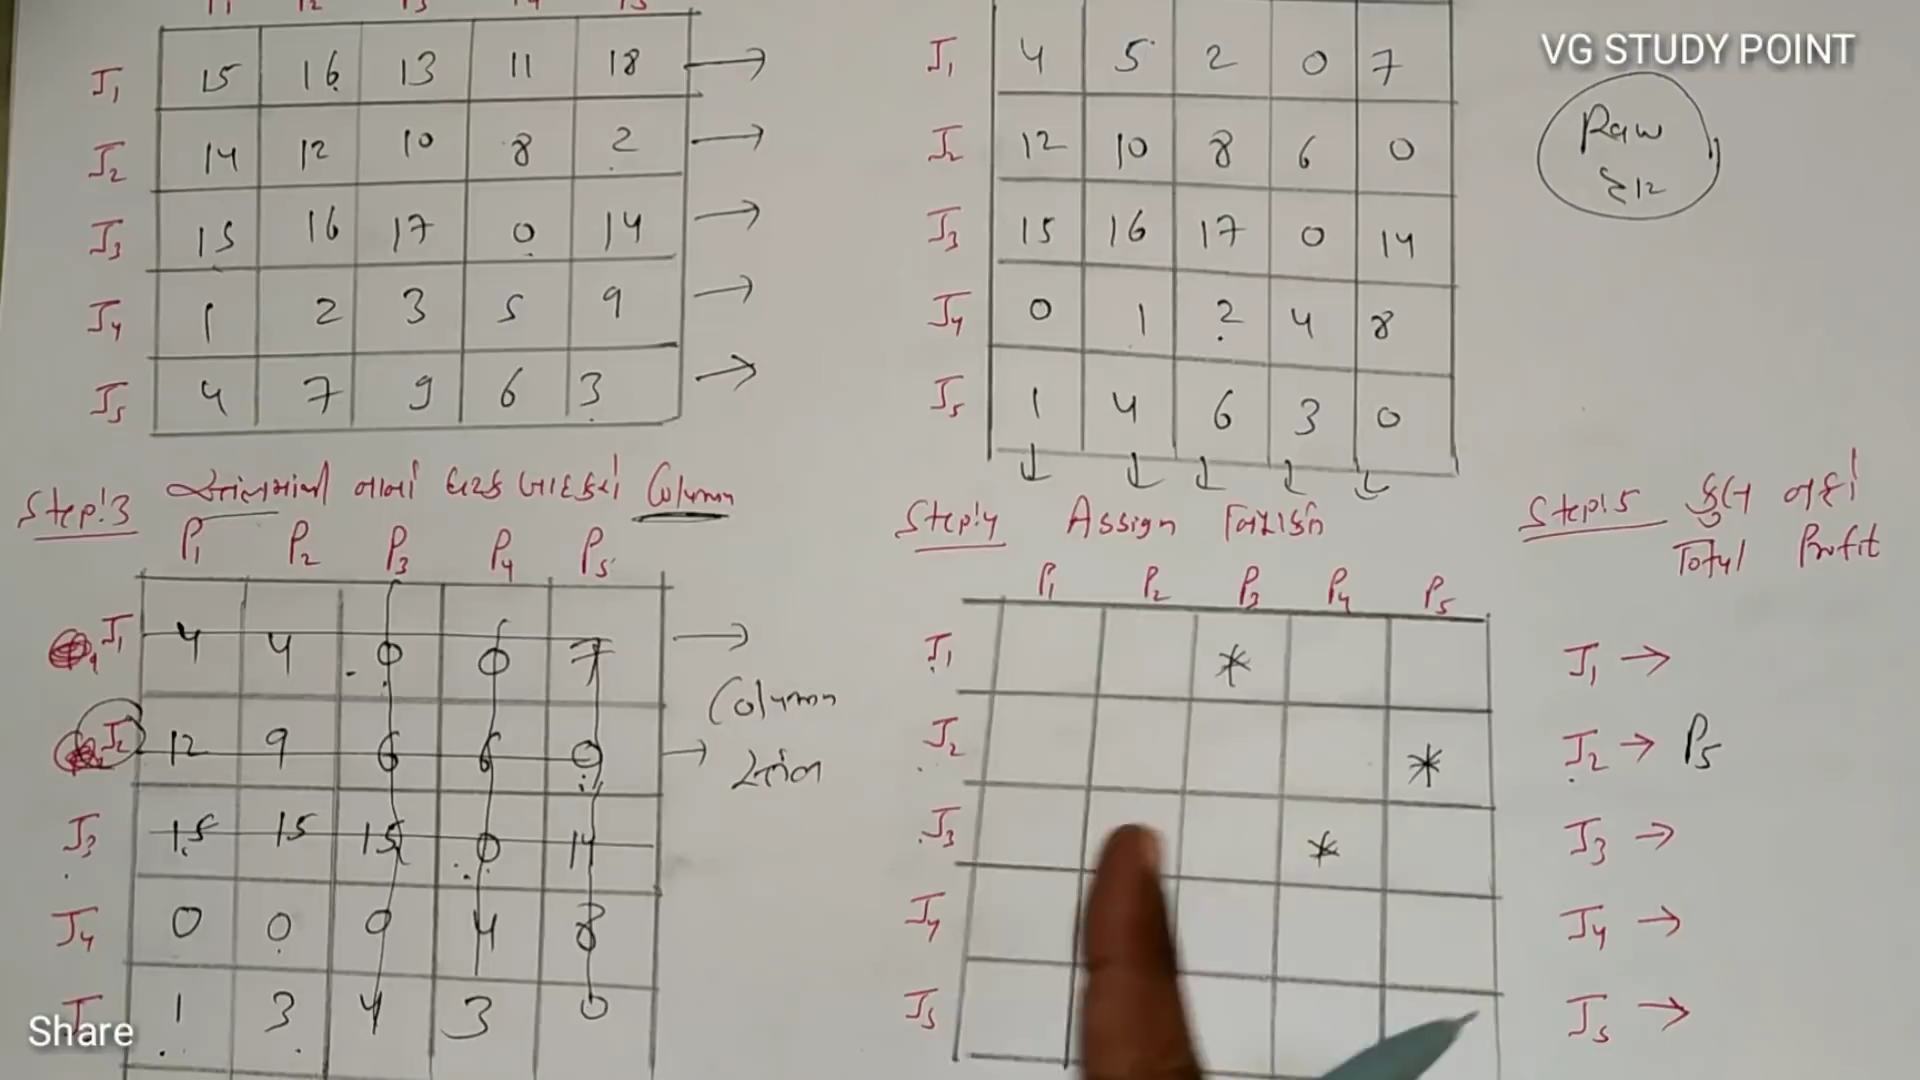 VG STUDY POINT
J1 15 16 13 11 18
J2 14 12 10 8 2
J3 15 16 17 0 14
J4 1 2 3 5 9
J5 4 7 9 6 3
J1 4 5 2 0 7
J2 12 10 8 6 0
J3 15 16 17 0 14
J4 0 1 2 4 8
J5 1 4 6 3 0
Raw
Step:3 Column
P1 P2 P3 P4 P5
J1 4 4 0 0 7
J2 12 9 6 6 0
J3 15 15 15 0 14
J4 0 0 0 4 8
J 1 3 4 3 0
Column
Step:4 Assign
P1 P2 P3 P4 P5
J1 *
J2 *
J3 *
J4
J5
Step:5
Total Profit
J1 →
J2 → P5
J3 →
J4 →
J5 →
Share